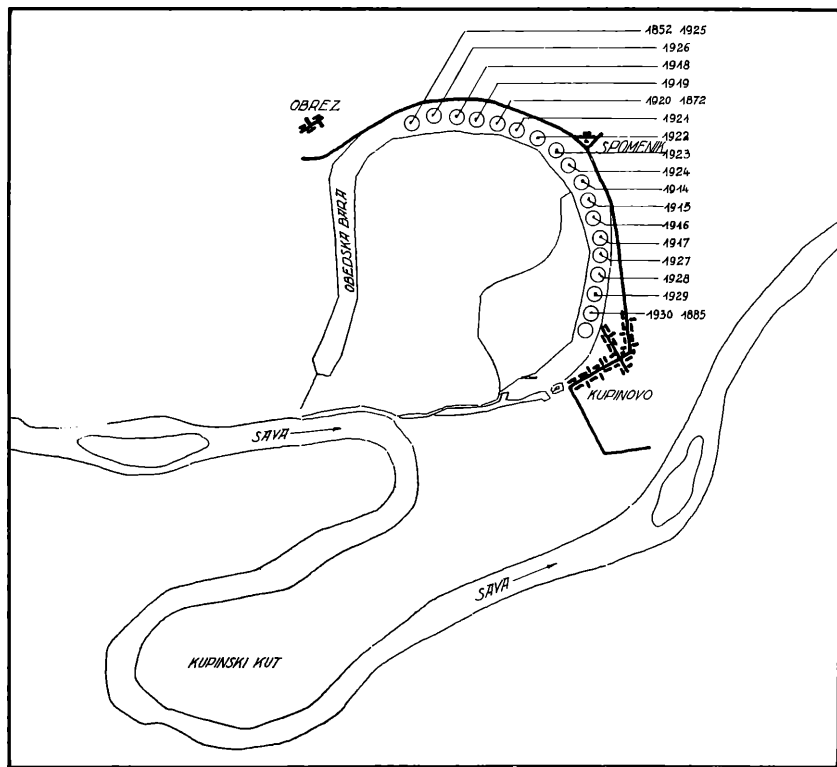 1852 1925
1926
1918
1919
OBREZ
1920 1872
1921
1922
SPOMENIK
1923
1924
1914
1915
1916
1917
OBEDSKA BARA
1927
1928
1929
1930 1885
KUPINOVO
SAVA
SAVA
KUPINSKI KUT